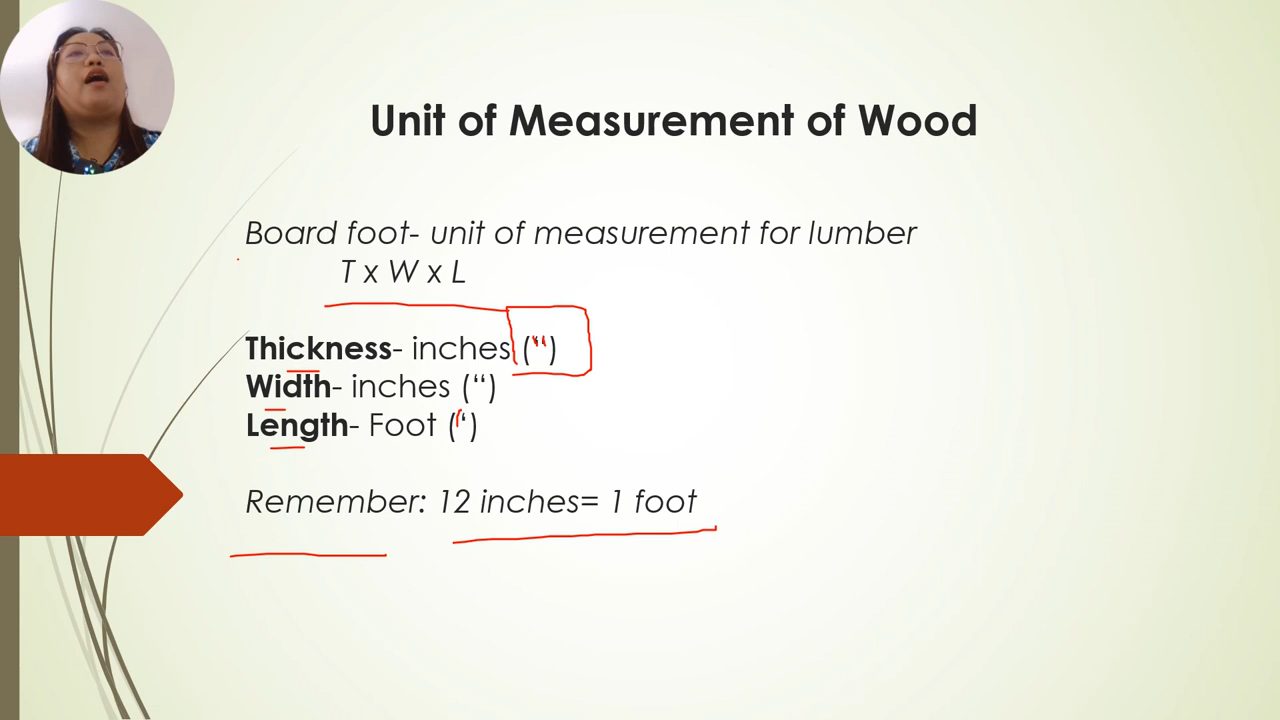 Unit of Measurement of Wood
Board foot- unit of measurement for lumber
T x W x L
Thickness- inches (“)
Width- inches (“)
Length- Foot (‘)
Remember: 12 inches= 1 foot